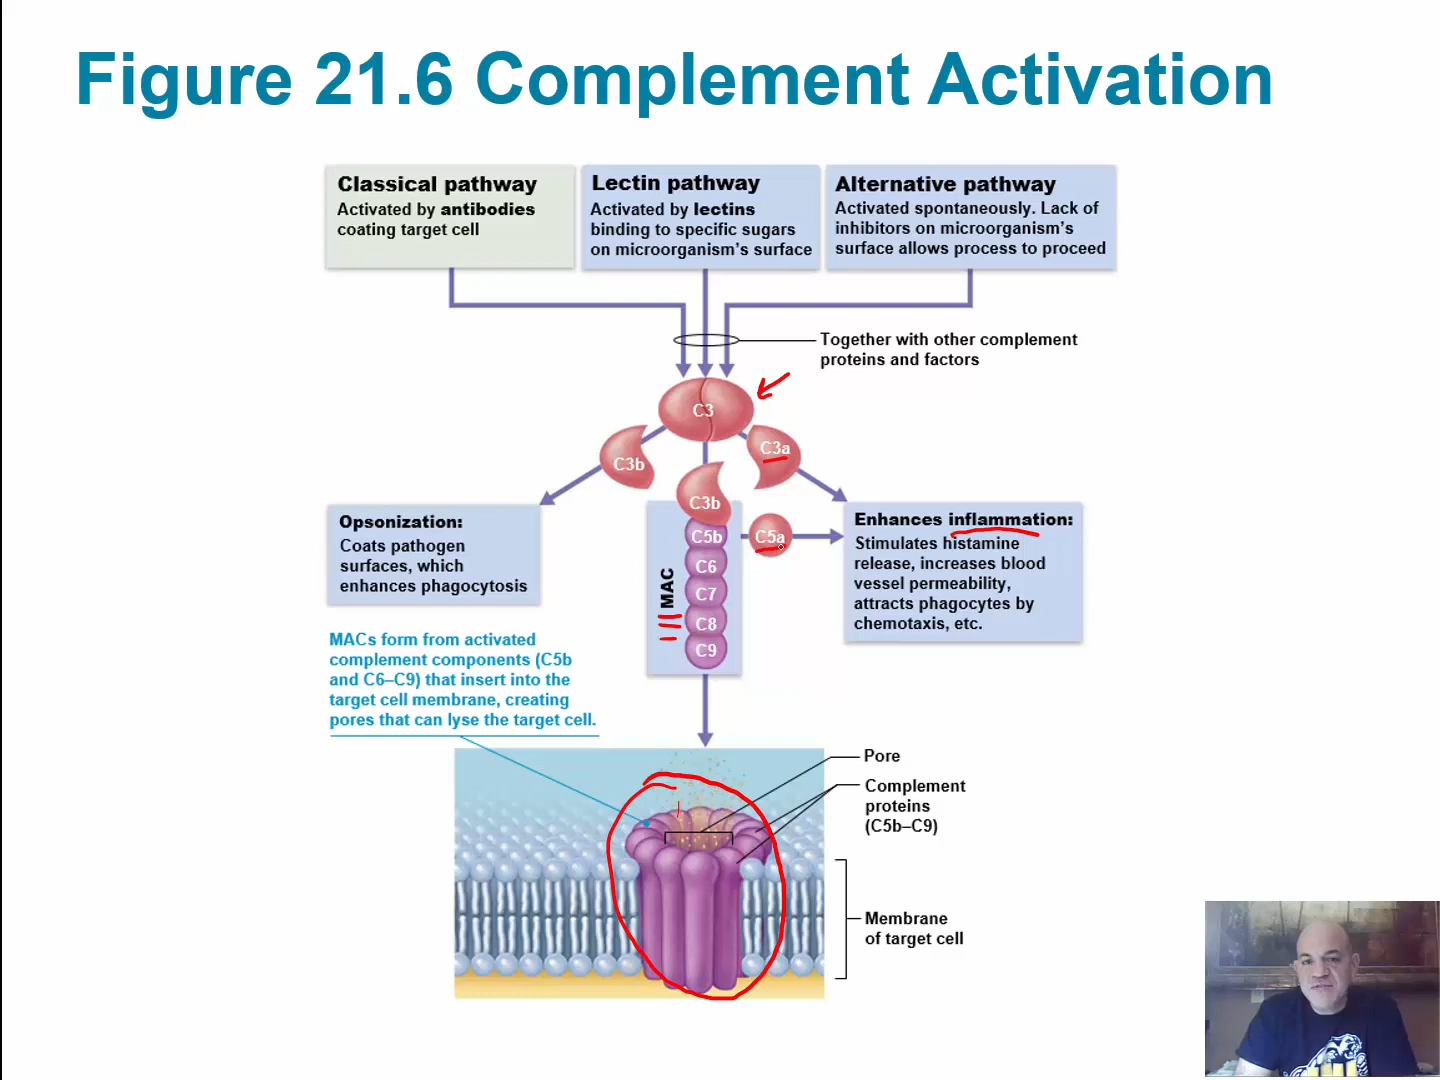 Figure 21.6 Complement Activation
Classical pathway
Activated by antibodies
coating target cell
Lectin pathway
Activated by lectins
binding to specific sugars
on microorganism's surface
Alternative pathway
Activated spontaneously. Lack of
inhibitors on microorganism's
surface allows process to proceed
Together with other complement
proteins and factors
C3
C3b
C3a
C3b
C5b
C5a
C6
C7
C8
C9
MAC
Opsonization:
Coats pathogen
surfaces, which
enhances phagocytosis
Enhances inflammation:
Stimulates histamine
release, increases blood
vessel permeability,
attracts phagocytes by
chemotaxis, etc.
MACs form from activated
complement components (C5b
and C6–C9) that insert into the
target cell membrane, creating
pores that can lyse the target cell.
Pore
Complement
proteins
(C5b–C9)
Membrane
of target cell